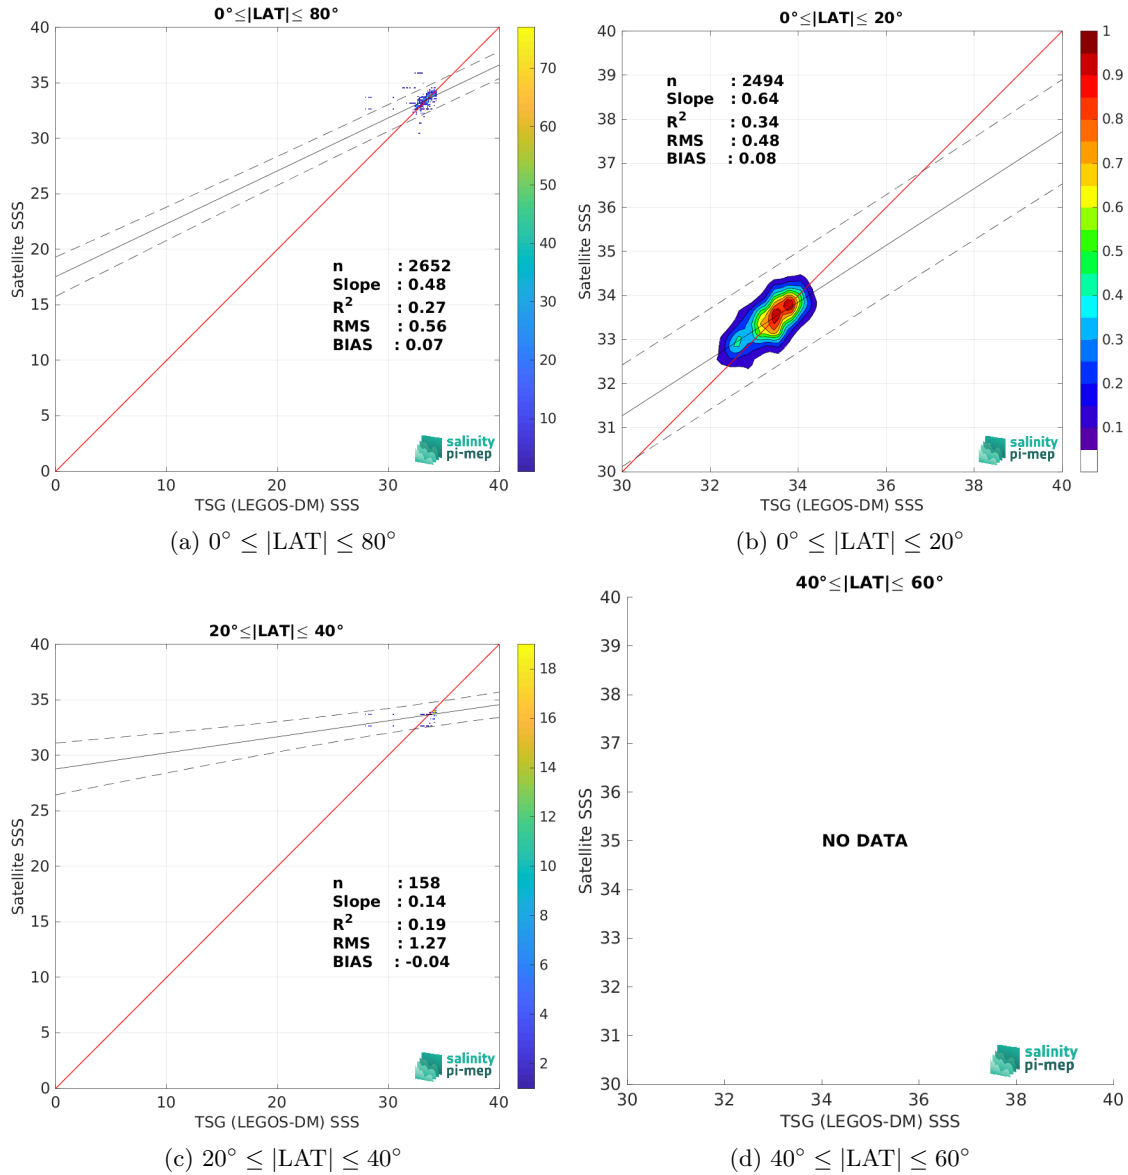 0°≤|LAT|≤ 80°
40
35
30
25
20
15
10
5
0
Satellite SSS
n : 2652
Slope : 0.48
R² : 0.27
RMS : 0.56
BIAS : 0.07
salinity
pi-mep
0 10 20 30 40
TSG (LEGOS-DM) SSS
70
60
50
40
30
20
10
(a) 0° ≤ |LAT| ≤ 80°
0°≤|LAT|≤ 20°
40
39
38
37
36
35
34
33
32
31
30
Satellite SSS
n : 2494
Slope : 0.64
R² : 0.34
RMS : 0.48
BIAS : 0.08
salinity
pi-mep
30 32 34 36 38 40
TSG (LEGOS-DM) SSS
1
0.9
0.8
0.7
0.6
0.5
0.4
0.3
0.2
0.1
(b) 0° ≤ |LAT| ≤ 20°
20°≤|LAT|≤ 40°
40
35
30
25
20
15
10
5
0
Satellite SSS
n : 158
Slope : 0.14
R² : 0.19
RMS : 1.27
BIAS : -0.04
salinity
pi-mep
0 10 20 30 40
TSG (LEGOS-DM) SSS
18
16
14
12
10
8
6
4
2
(c) 20° ≤ |LAT| ≤ 40°
40°≤|LAT|≤ 60°
40
39
38
37
36
35
34
33
32
31
30
Satellite SSS
NO DATA
salinity
pi-mep
30 32 34 36 38 40
TSG (LEGOS-DM) SSS
(d) 40° ≤ |LAT| ≤ 60°